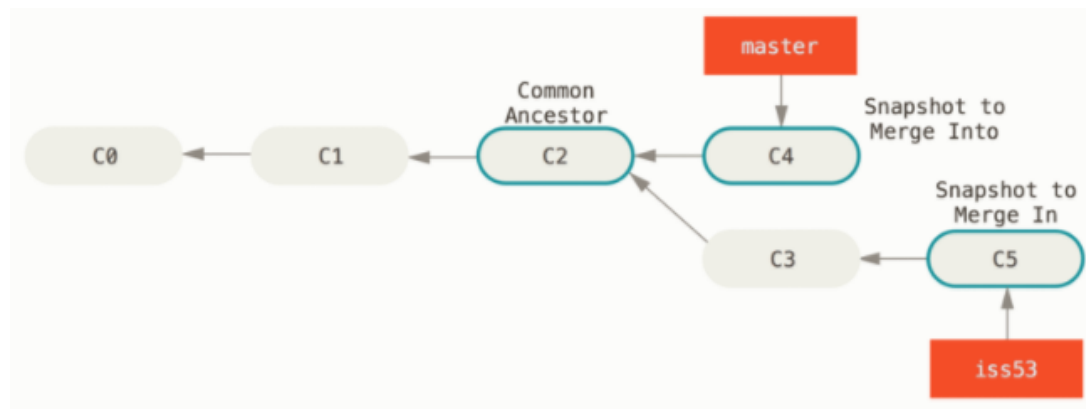 master
Common
Ancestor
Snapshot to
Merge Into
C0
C1
C2
C4
Snapshot to
Merge In
C3
C5
iss53